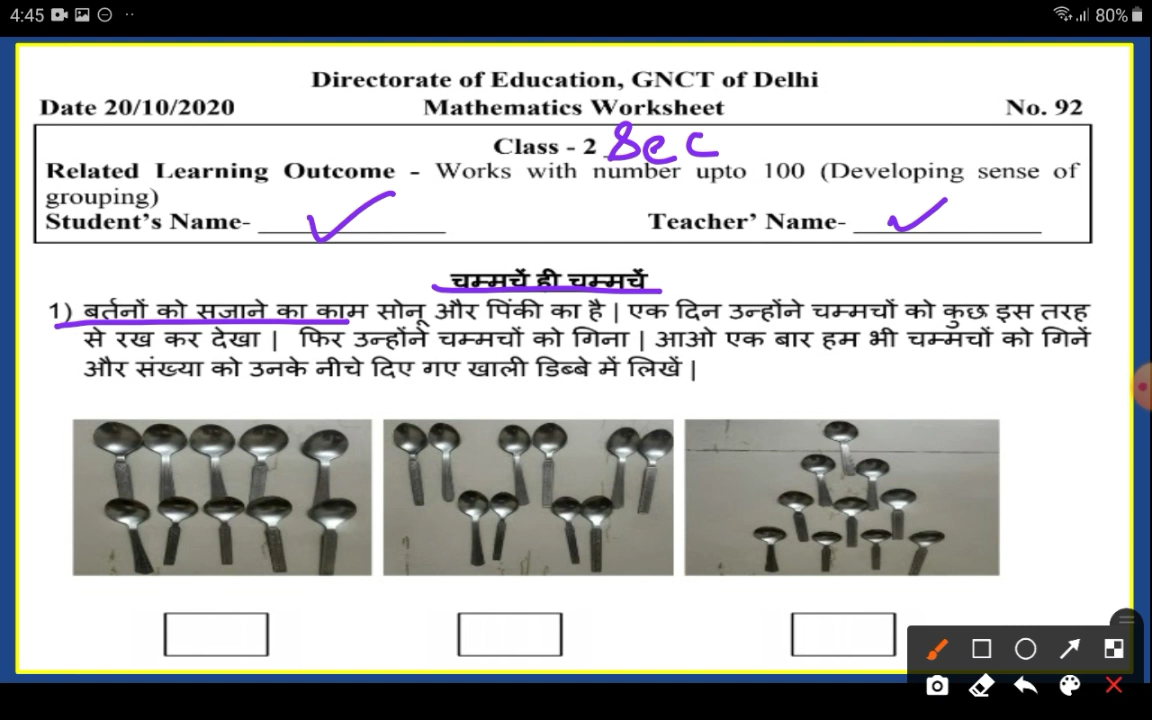 4:45 80%
Directorate of Education, GNCT of Delhi
Date 20/10/2020 Mathematics Worksheet No. 92
Class - 2 Sec
Related Learning Outcome - Works with number upto 100 (Developing sense of
grouping)
Student's Name- Teacher' Name-
चम्मचें ही चम्मचें
1) बर्तनों को सजाने का काम सोनू और पिंकी का है | एक दिन उन्होंने चम्मचों को कुछ इस तरह
से रख कर देखा | फिर उन्होंने चम्मचों को गिना | आओ एक बार हम भी चम्मचों को गिनें
और संख्या को उनके नीचे दिए गए खाली डिब्बे में लिखें |